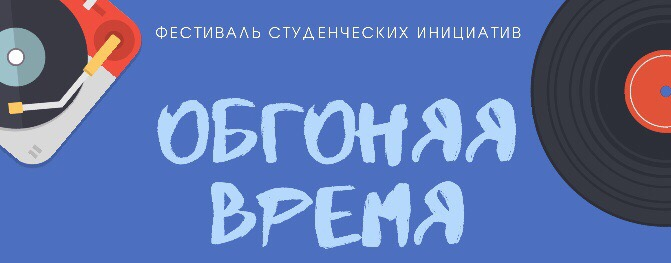 ФЕСТИВАЛЬ СТУДЕНЧЕСКИХ ИНИЦИАТИВ
ОБГОНЯЯ
ВРЕМЯ